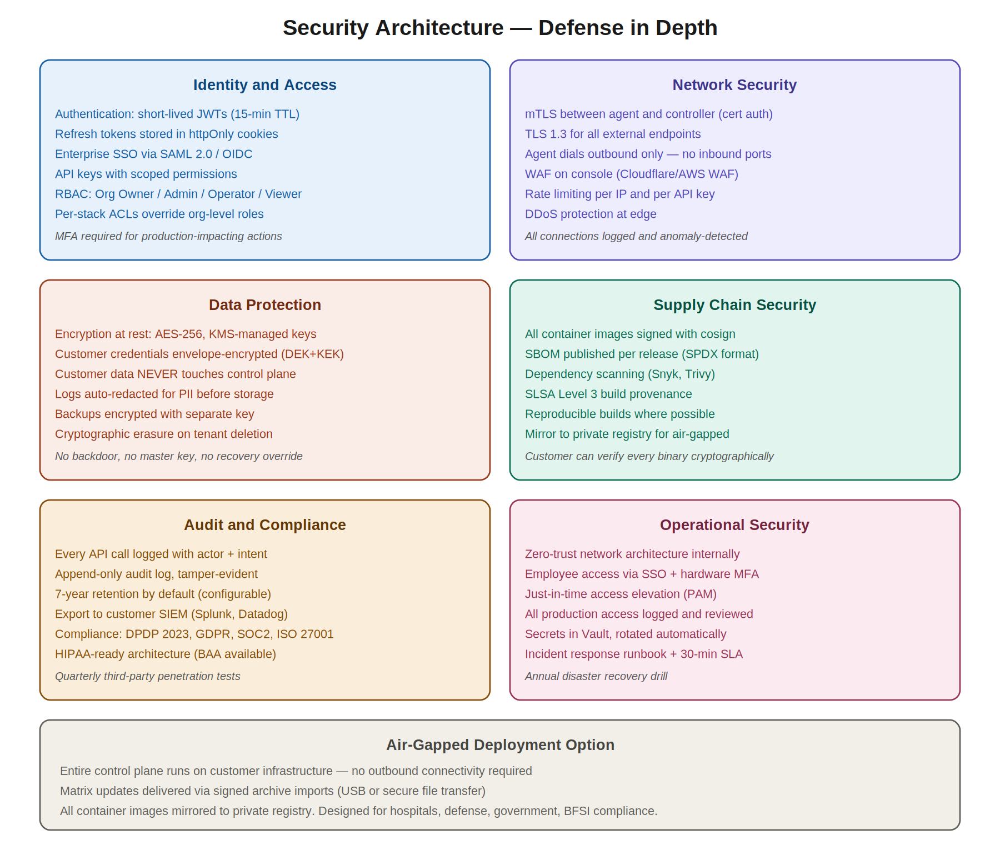 Security Architecture — Defense in Depth
Identity and Access
Authentication: short-lived JWTs (15-min TTL)
Refresh tokens stored in httpOnly cookies
Enterprise SSO via SAML 2.0 / OIDC
API keys with scoped permissions
RBAC: Org Owner / Admin / Operator / Viewer
Per-stack ACLs override org-level roles
MFA required for production-impacting actions
Network Security
mTLS between agent and controller (cert auth)
TLS 1.3 for all external endpoints
Agent dials outbound only — no inbound ports
WAF on console (Cloudflare/AWS WAF)
Rate limiting per IP and per API key
DDoS protection at edge
All connections logged and anomaly-detected
Data Protection
Encryption at rest: AES-256, KMS-managed keys
Customer credentials envelope-encrypted (DEK+KEK)
Customer data NEVER touches control plane
Logs auto-redacted for PII before storage
Backups encrypted with separate key
Cryptographic erasure on tenant deletion
No backdoor, no master key, no recovery override
Supply Chain Security
All container images signed with cosign
SBOM published per release (SPDX format)
Dependency scanning (Snyk, Trivy)
SLSA Level 3 build provenance
Reproducible builds where possible
Mirror to private registry for air-gapped
Customer can verify every binary cryptographically
Audit and Compliance
Every API call logged with actor + intent
Append-only audit log, tamper-evident
7-year retention by default (configurable)
Export to customer SIEM (Splunk, Datadog)
Compliance: DPDP 2023, GDPR, SOC2, ISO 27001
HIPAA-ready architecture (BAA available)
Quarterly third-party penetration tests
Operational Security
Zero-trust network architecture internally
Employee access via SSO + hardware MFA
Just-in-time access elevation (PAM)
All production access logged and reviewed
Secrets in Vault, rotated automatically
Incident response runbook + 30-min SLA
Annual disaster recovery drill
Air-Gapped Deployment Option
Entire control plane runs on customer infrastructure — no outbound connectivity required
Matrix updates delivered via signed archive imports (USB or secure file transfer)
All container images mirrored to private registry. Designed for hospitals, defense, government, BFSI compliance.